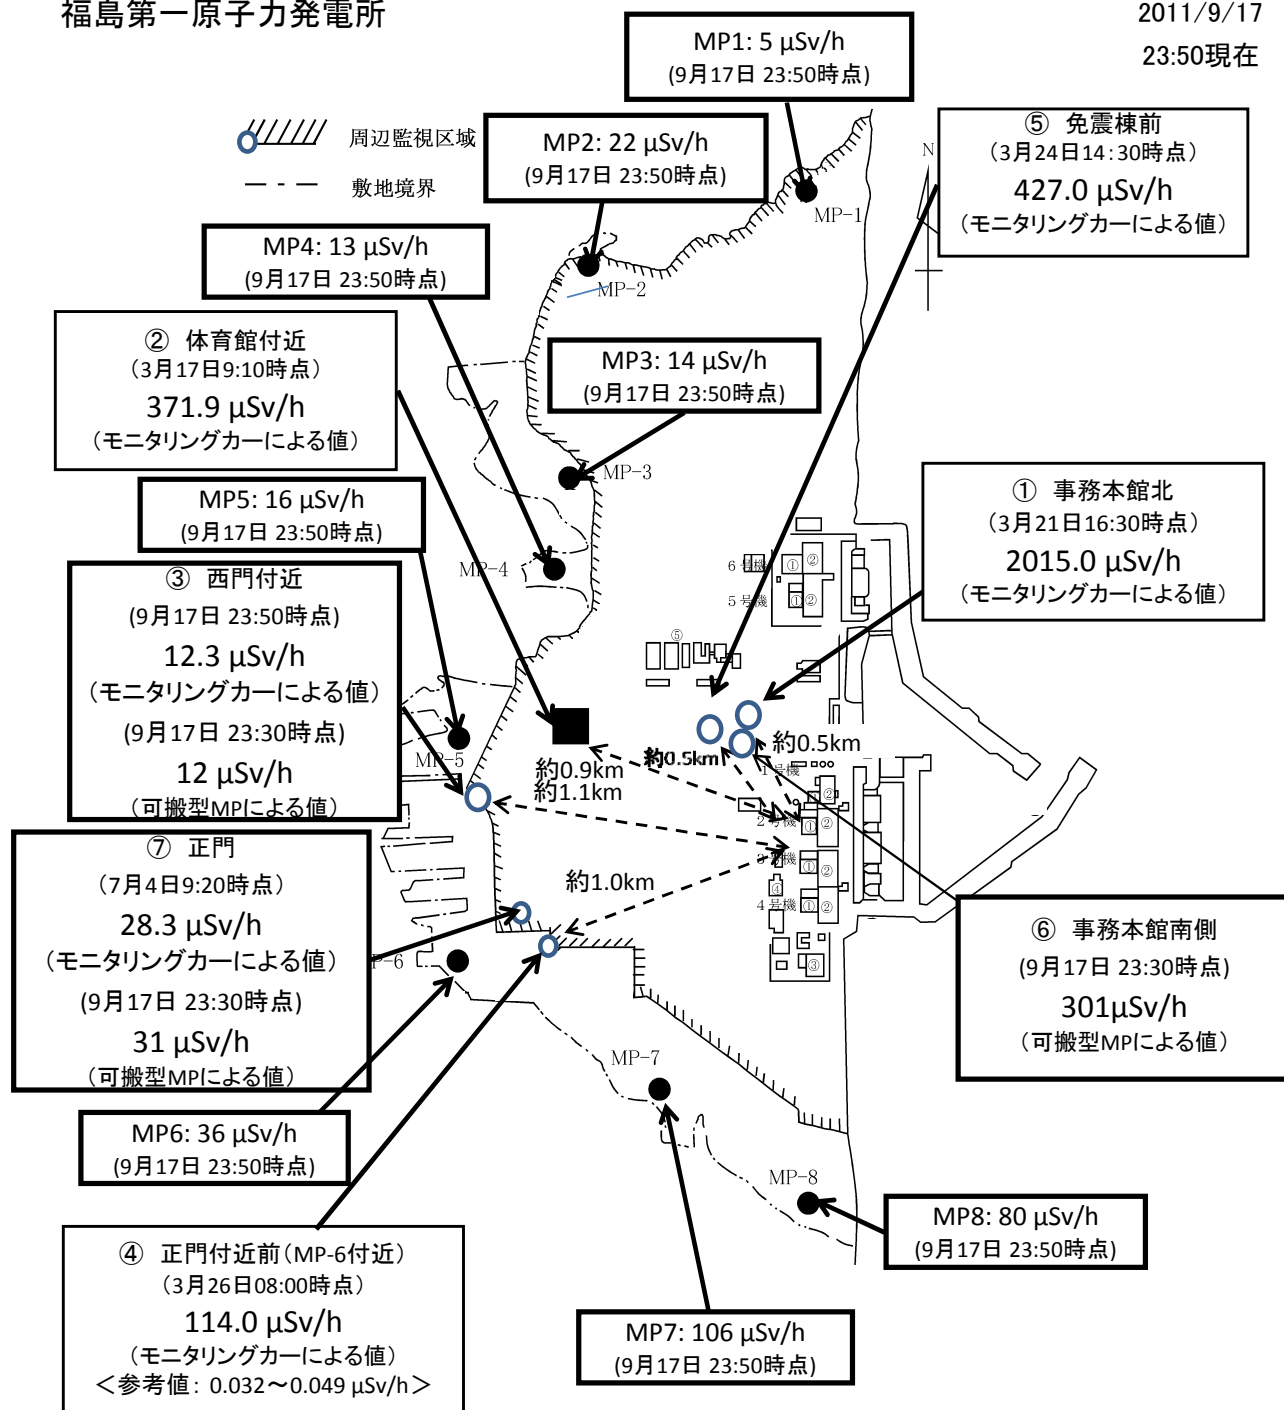 福島第一原子力発電所
2011/9/17
23:50現在
MP1: 5 μSv/h
(9月17日 23:50時点)
周辺監視区域
敷地境界
MP2: 22 μSv/h
(9月17日 23:50時点)
⑤ 免震棟前
(3月24日14:30時点)
427.0 μSv/h
(モニタリングカーによる値)
N
MP-1
MP4: 13 μSv/h
(9月17日 23:50時点)
MP-2
② 体育館付近
(3月17日9:10時点)
371.9 μSv/h
(モニタリングカーによる値)
MP3: 14 μSv/h
(9月17日 23:50時点)
MP-3
MP5: 16 μSv/h
(9月17日 23:50時点)
① 事務本館北
(3月21日16:30時点)
2015.0 μSv/h
(モニタリングカーによる値)
MP-4
6号機
① ②
5号機
① ②
③ 西門付近
(9月17日 23:50時点)
12.3 μSv/h
(モニタリングカーによる値)
(9月17日 23:30時点)
12 μSv/h
(可搬型MPによる値)
⑤
MP-5
約0.9km
約1.1km
約0.5km
約0.5km
1号機
②
2号機
① ②
3号機
① ②
④
4号機
① ②
③
約1.0km
⑦ 正門
(7月4日9:20時点)
28.3 μSv/h
(モニタリングカーによる値)
(9月17日 23:30時点)
31 μSv/h
(可搬型MPによる値)
P-6
⑥ 事務本館南側
(9月17日 23:30時点)
301μSv/h
(可搬型MPによる値)
MP-7
MP6: 36 μSv/h
(9月17日 23:50時点)
MP-8
MP8: 80 μSv/h
(9月17日 23:50時点)
④ 正門付近前(MP-6付近)
(3月26日08:00時点)
114.0 μSv/h
(モニタリングカーによる値)
<参考値: 0.032～0.049 μSv/h>
MP7: 106 μSv/h
(9月17日 23:50時点)